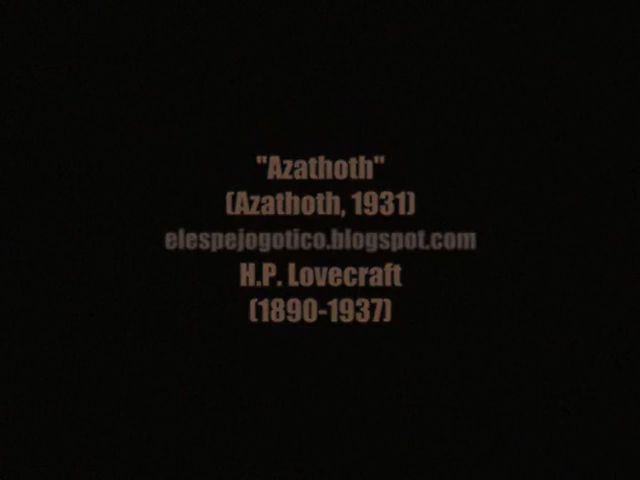 "Azathoth"
(Azathoth, 1931)
elespejogotico.blogspot.com
H.P. Lovecraft
(1890-1937)